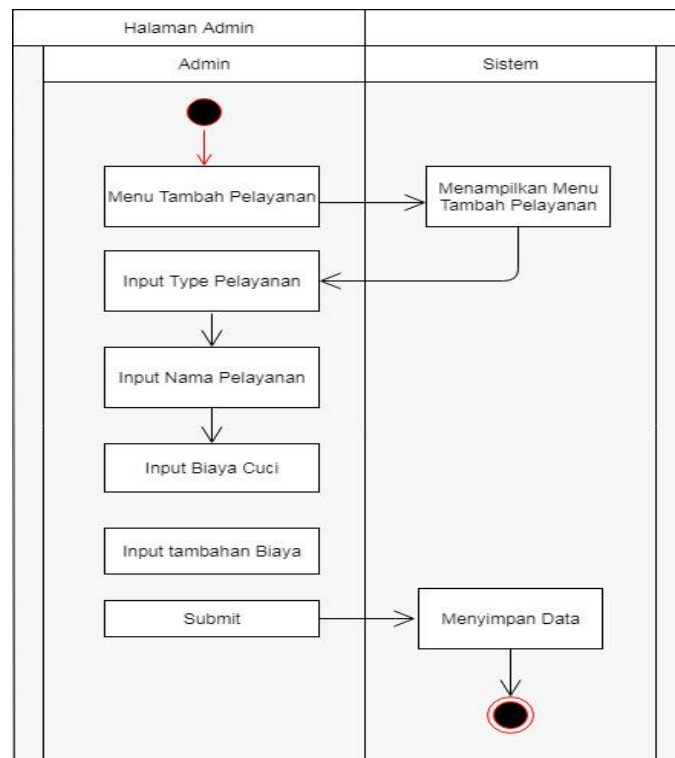 Halaman Admin
Admin
Sistem
Menu Tambah Pelayanan
Menampilkan Menu
Tambah Pelayanan
Input Type Pelayanan
Input Nama Pelayanan
Input Biaya Cuci
Input tambahan Biaya
Submit
Menyimpan Data